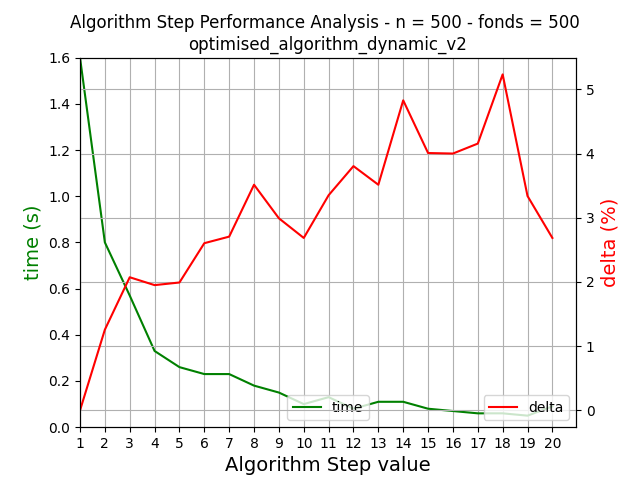 Algorithm Step Performance Analysis - n = 500 - fonds = 500
optimised_algorithm_dynamic_v2
time (s)
1.6
1.4
1.2
1.0
0.8
0.6
0.4
0.2
0.0
5
4
3
2
1
0
delta (%)
time
delta
1 2 3 4 5 6 7 8 9 10 11 12 13 14 15 16 17 18 19 20
Algorithm Step value